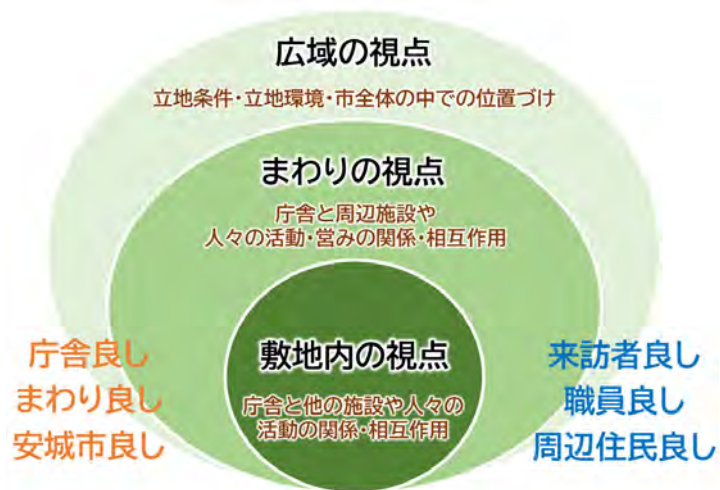 広域の視点
立地条件・立地環境・市全体の中での位置づけ
まわりの視点
庁舎と周辺施設や
人々の活動・営みの関係・相互作用
敷地内の視点
庁舎と他の施設や人々の
活動の関係・相互作用
庁舎良し
まわり良し
安城市良し
来訪者良し
職員良し
周辺住民良し